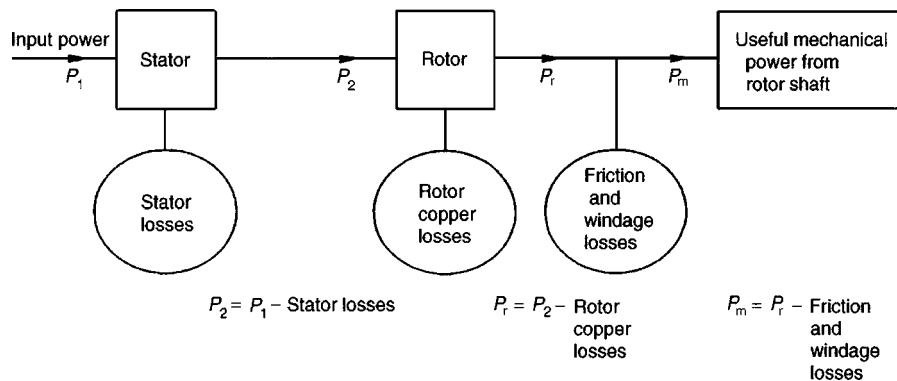 Input power
P1
Stator
P2
Rotor
Pr
Pm
Useful mechanical
power from
rotor shaft
Stator
losses
Rotor
copper
losses
Friction
and
windage
losses
P2 = P1 – Stator losses
Pr = P2 – Rotor
copper
losses
Pm = Pr – Friction
and
windage
losses